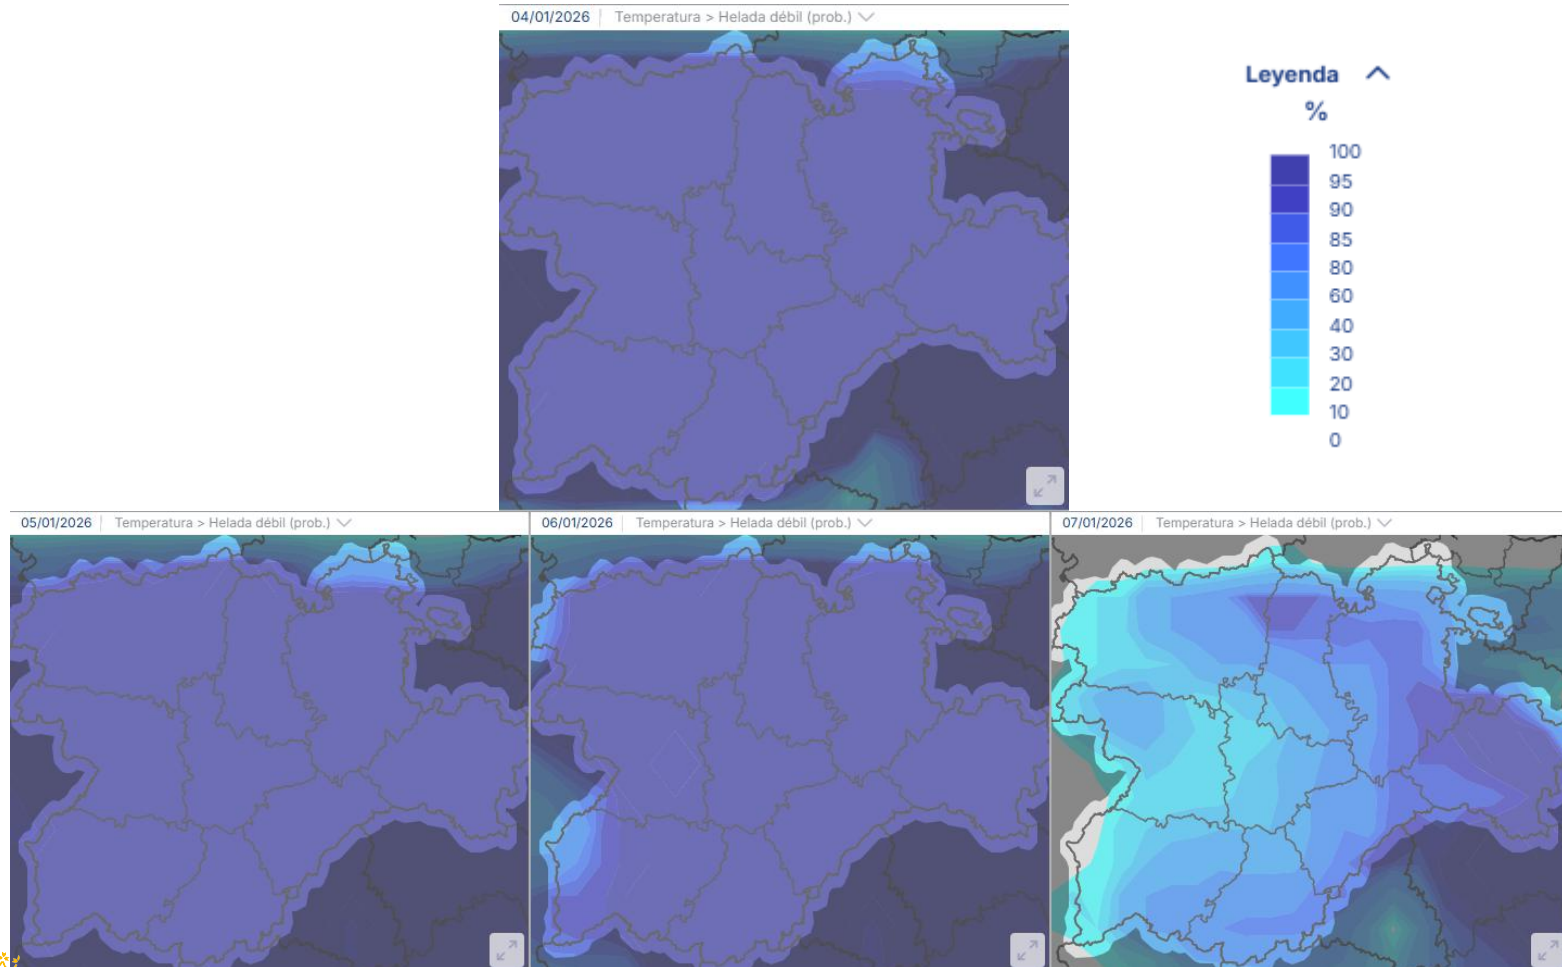 04/01/2026 Temperatura > Helada débil (prob.)
Leyenda
%
100
95
90
85
80
60
40
30
20
10
0
05/01/2026 Temperatura > Helada débil (prob.)
06/01/2026 Temperatura > Helada débil (prob.)
07/01/2026 Temperatura > Helada débil (prob.)